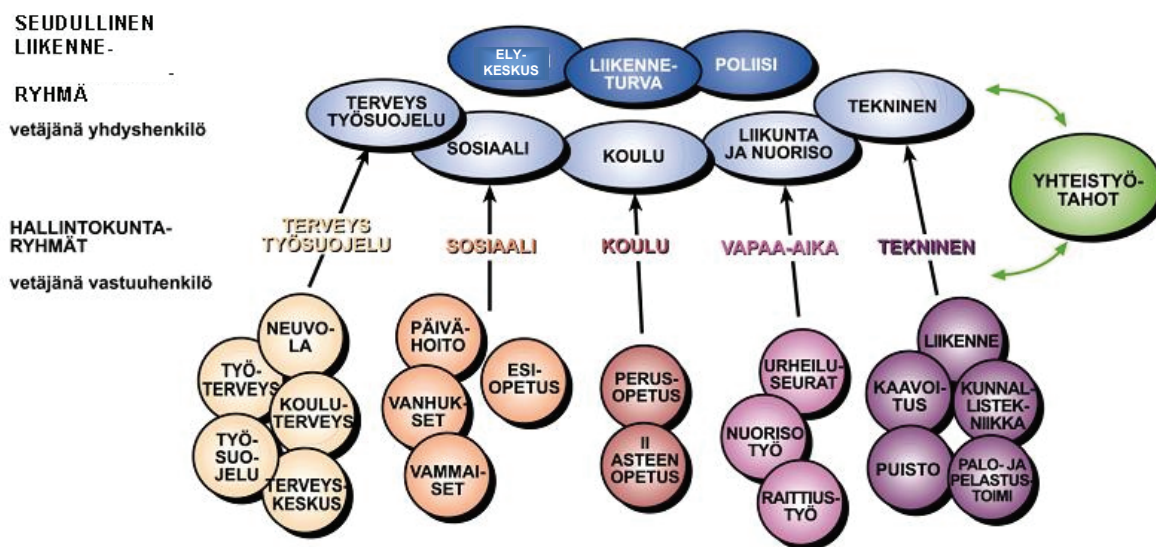 SEUDULLINEN
LIIKENNE-
-
RYHMÄ
vetäjänä yhdyshenkilö
ELY-
KESKUS
LIIKENNE-
TURVA
POLIISI
TERVEYS
TYÖSUOJELU
SOSIAALI
KOULU
LIIKUNTA
JA NUORISO
TEKNINEN
YHTEISTYÖ-
TAHOT
HALLINTOKUNTA-
RYHMÄT
vetäjänä vastuuhenkilö
TERVEYS
TYÖSUOJELU
SOSIAALI
KOULU
VAPAA-AIKA
TEKNINEN
NEUVO-
LA
TYÖ-
TERVEYS
KOULU-
TERVEYS
TYÖ-
SUO-
JELU
TERVEYS-
KESKUS
PÄIVÄ-
HOITO
ESI-
OPETUS
VANHUK-
SET
VAMMAI-
SET
PERUS-
OPETUS
II
ASTEEN
OPETUS
URHEILU-
SEURAT
NUORISO
TYÖ
RAITTIUS-
TYÖ
LIIKENNE
KAAVOI-
TUS
KUNNAL-
LISTEK-
NIIKKA
PUISTO
PALO- JA
PELASTUS-
TOIMI